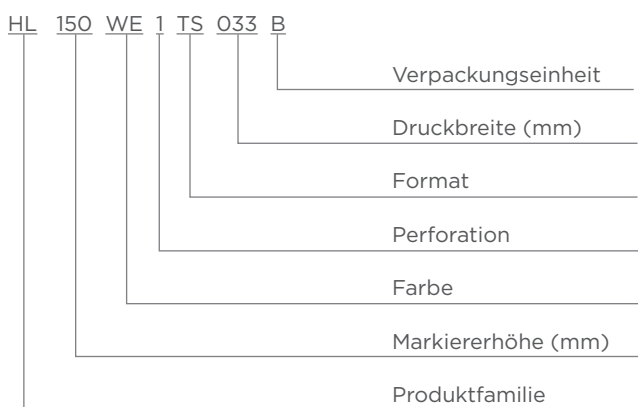 HL 150 WE 1 TS 033 B
Verpackungseinheit
Druckbreite (mm)
Format
Perforation
Farbe
Markiererhöhe (mm)
Produktfamilie